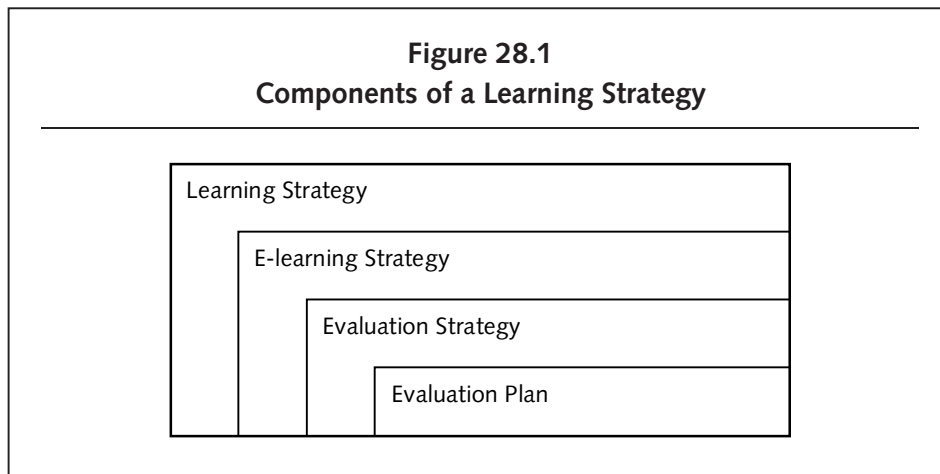 Figure 28.1
Components of a Learning Strategy
Learning Strategy
E-learning Strategy
Evaluation Strategy
Evaluation Plan